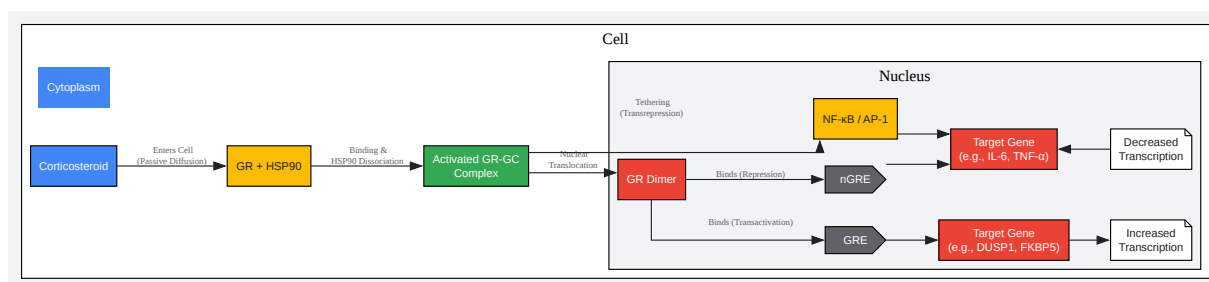 Cell
Nucleus
Cytoplasm
Tethering
(Transrepression)
NF-κB / AP-1
Target Gene
(e.g., IL-6, TNF-α)
Decreased
Transcription
Corticosteroid
Enters Cell
(Passive Diffusion)
GR + HSP90
Binding &
HSP90 Dissociation
Activated GR-GC
Complex
Nuclear
Translocation
GR Dimer
Binds (Repression)
nGRE
Binds (Transactivation)
GRE
Target Gene
(e.g., DUSP1, FKBP5)
Increased
Transcription